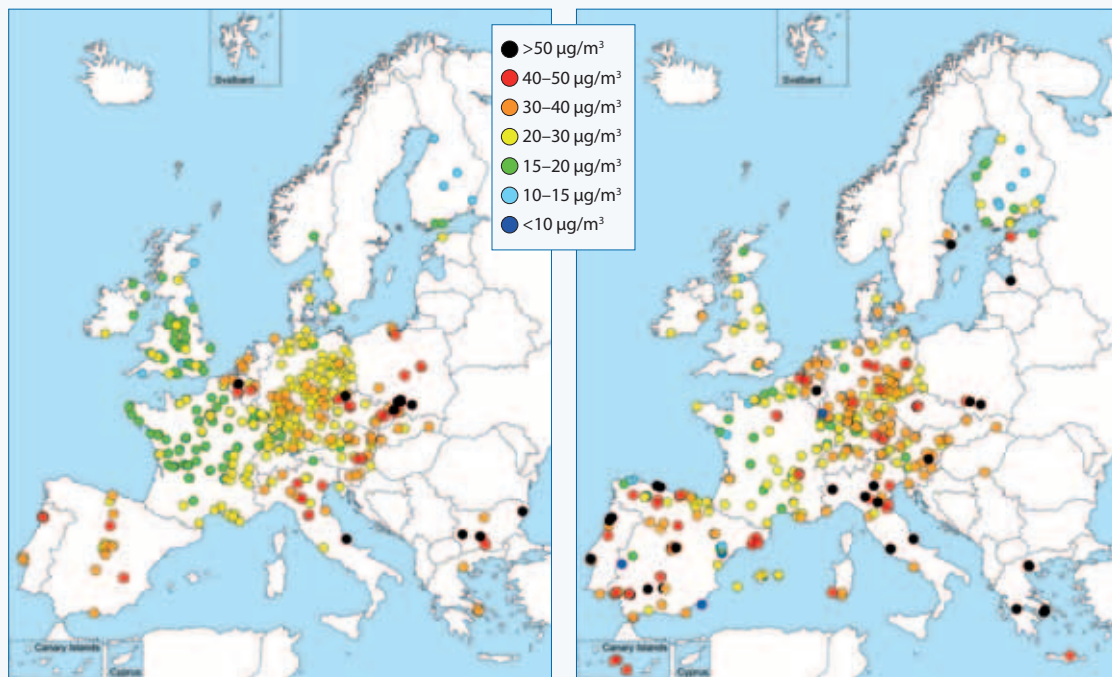 Svalbard
>50 µg/m³
40–50 µg/m³
30–40 µg/m³
20–30 µg/m³
15–20 µg/m³
10–15 µg/m³
<10 µg/m³
Svalbard
Canary Islands
Cyprus
Canary Islands
Cyprus